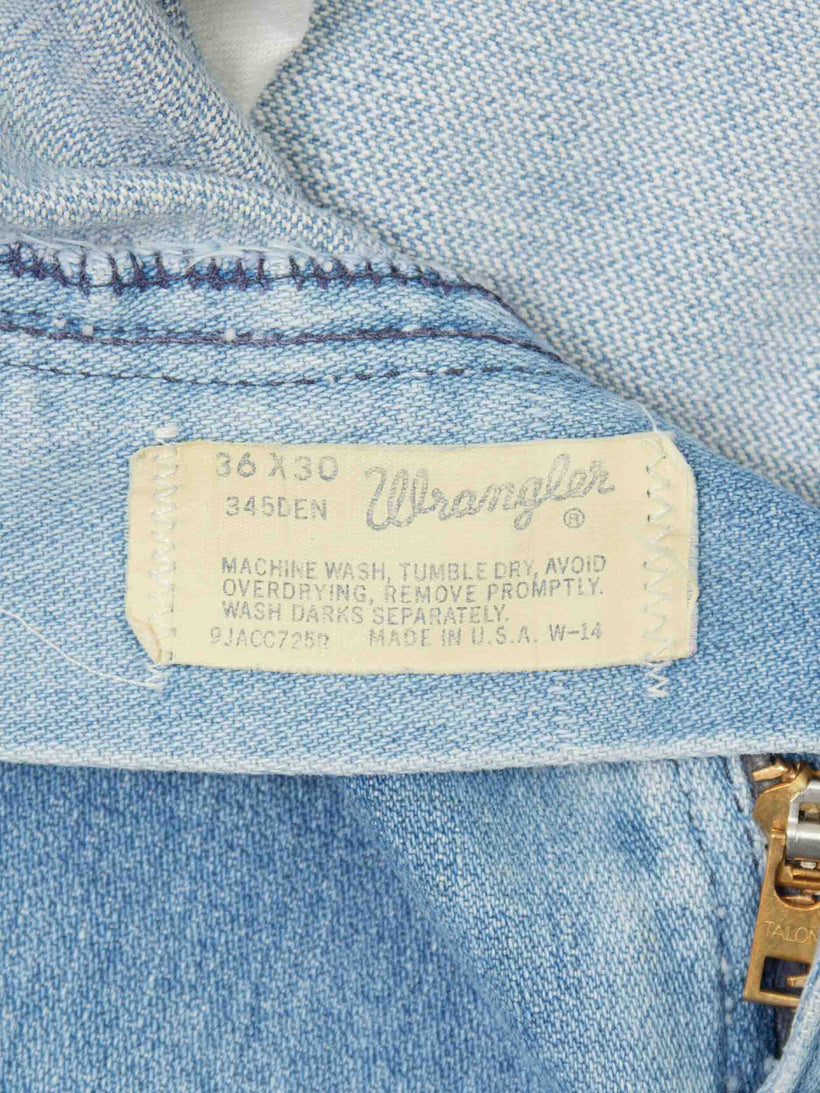 36 X 30
345DEN
Wrangler ®
MACHINE WASH, TUMBLE DRY, AVOID
OVERDRYING, REMOVE PROMPTLY.
WASH DARKS SEPARATELY.
9JACC725R MADE IN U.S.A. W-14
TALON